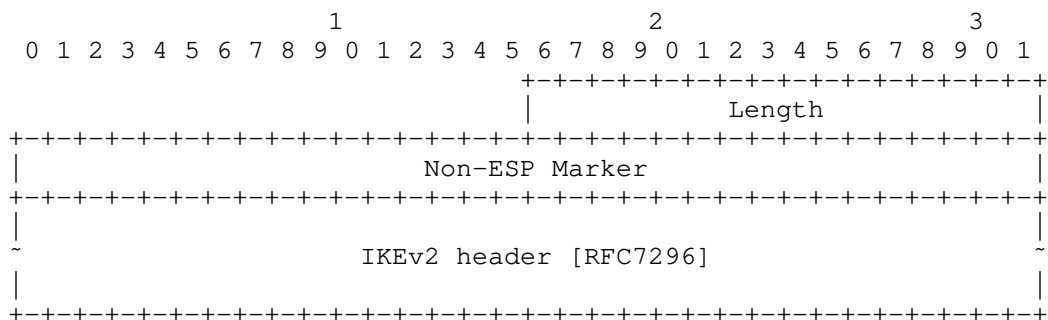 1                   2                   3
 0 1 2 3 4 5 6 7 8 9 0 1 2 3 4 5 6 7 8 9 0 1 2 3 4 5 6 7 8 9 0 1
                                +-+-+-+-+-+-+-+-+-+-+-+-+-+-+-+-+
                                |            Length             |
+-+-+-+-+-+-+-+-+-+-+-+-+-+-+-+-+-+-+-+-+-+-+-+-+-+-+-+-+-+-+-+-+
|                         Non-ESP Marker                        |
+-+-+-+-+-+-+-+-+-+-+-+-+-+-+-+-+-+-+-+-+-+-+-+-+-+-+-+-+-+-+-+-+
|                                                               |
~                     IKEv2 header [RFC7296]                    ~
|                                                               |
+-+-+-+-+-+-+-+-+-+-+-+-+-+-+-+-+-+-+-+-+-+-+-+-+-+-+-+-+-+-+-+-+